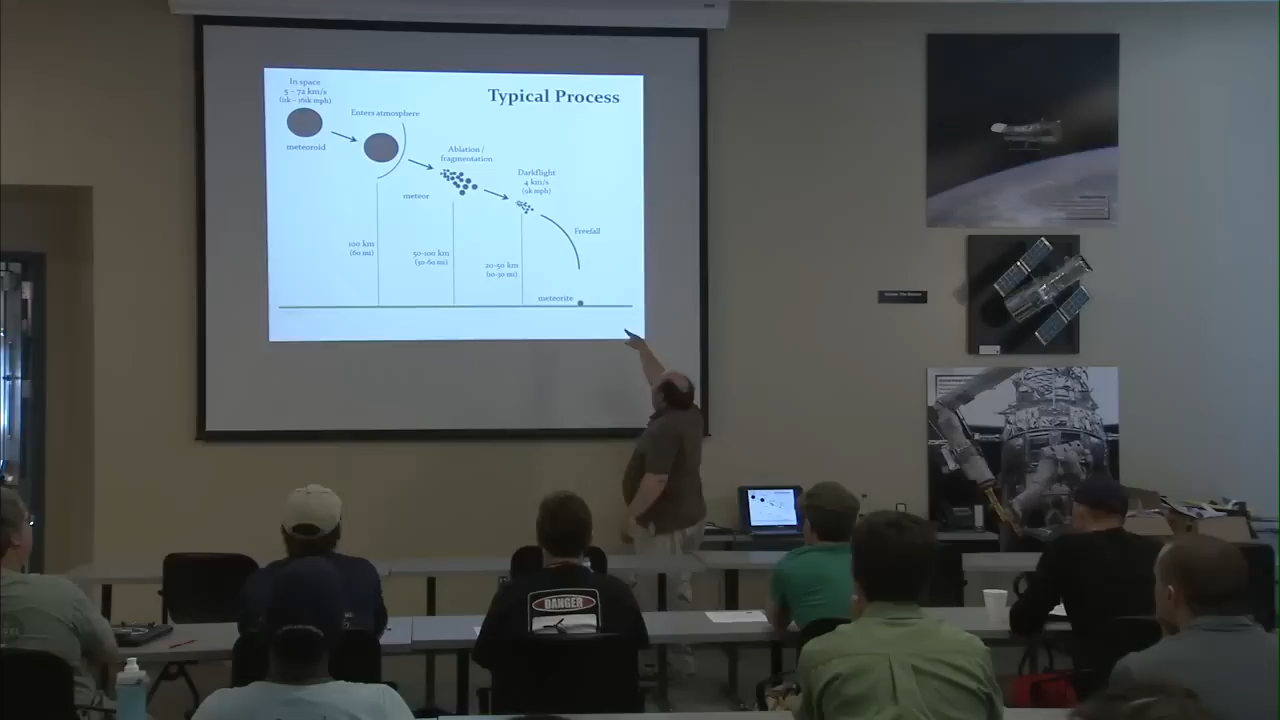 Typical Process
In space
5 – 72 km/s
(11k – 161k mph)
meteoroid
Enters atmosphere
meteor
Ablation /
fragmentation
Darkflight
4 km/s
(9k mph)
Freefall
100 km
(60 mi)
50-100 km
(30-60 mi)
20-50 km
(10-30 mi)
meteorite
DANGER